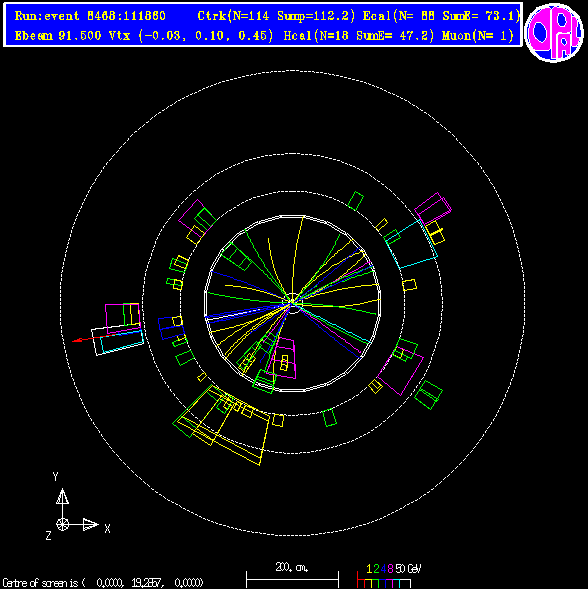 Run:event 8468:111860 Ctrk(N=114 Sump=112.2) Ecal(N= 88 SumE= 73.1)
Ebeam 91.500 Vtx (-0.03, 0.10, 0.45) Hcal(N=18 SumE= 47.2) Muon(N= 1)
OPAL
Y
X
Z
200. cm.
1 2 4 8 50 GeV
Centre of screen is ( 0.0000, 19.2857, 0.0000)